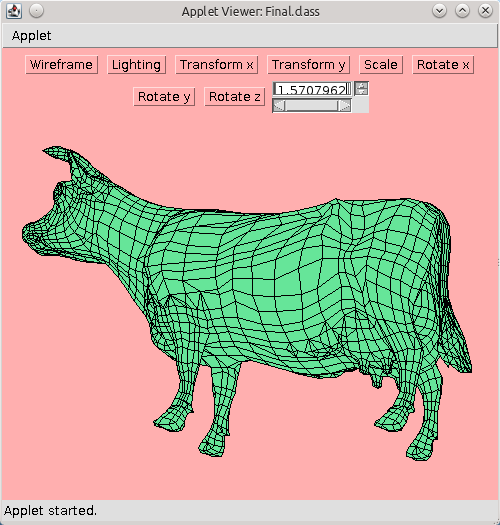 Applet Viewer: Final.class
Applet
Wireframe Lighting Transform x Transform y Scale Rotate x
Rotate y Rotate z 1.5707962
Applet started.